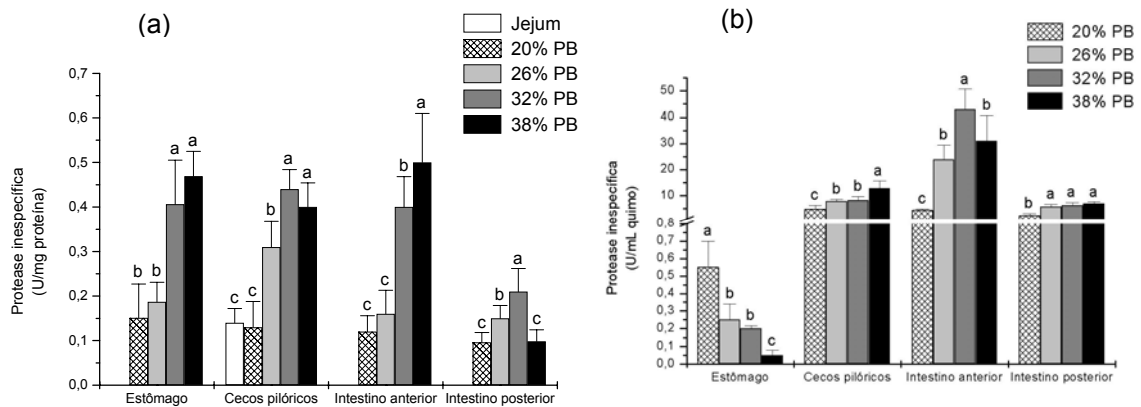 (a)
Jejum
20% PB
26% PB
32% PB
38% PB
Protease inespecífica
(U/mg proteína)
0,7
0,6
0,5
0,4
0,3
0,2
0,1
0,0
b b a a
c c b a a
c c b a
c b a c
Estômago Cecos pilóricos Intestino anterior Intestino posterior
(b)
20% PB
26% PB
32% PB
38% PB
Protease inespecífica
(U/mL quimo)
50
40
30
20
10
0,8
0,7
0,6
0,5
0,4
0,3
0,2
0,1
0,0
a b b c
c b b a
c b a b
b a a a
Estômago Cecos pilóricos Intestino anterior Intestino posterior